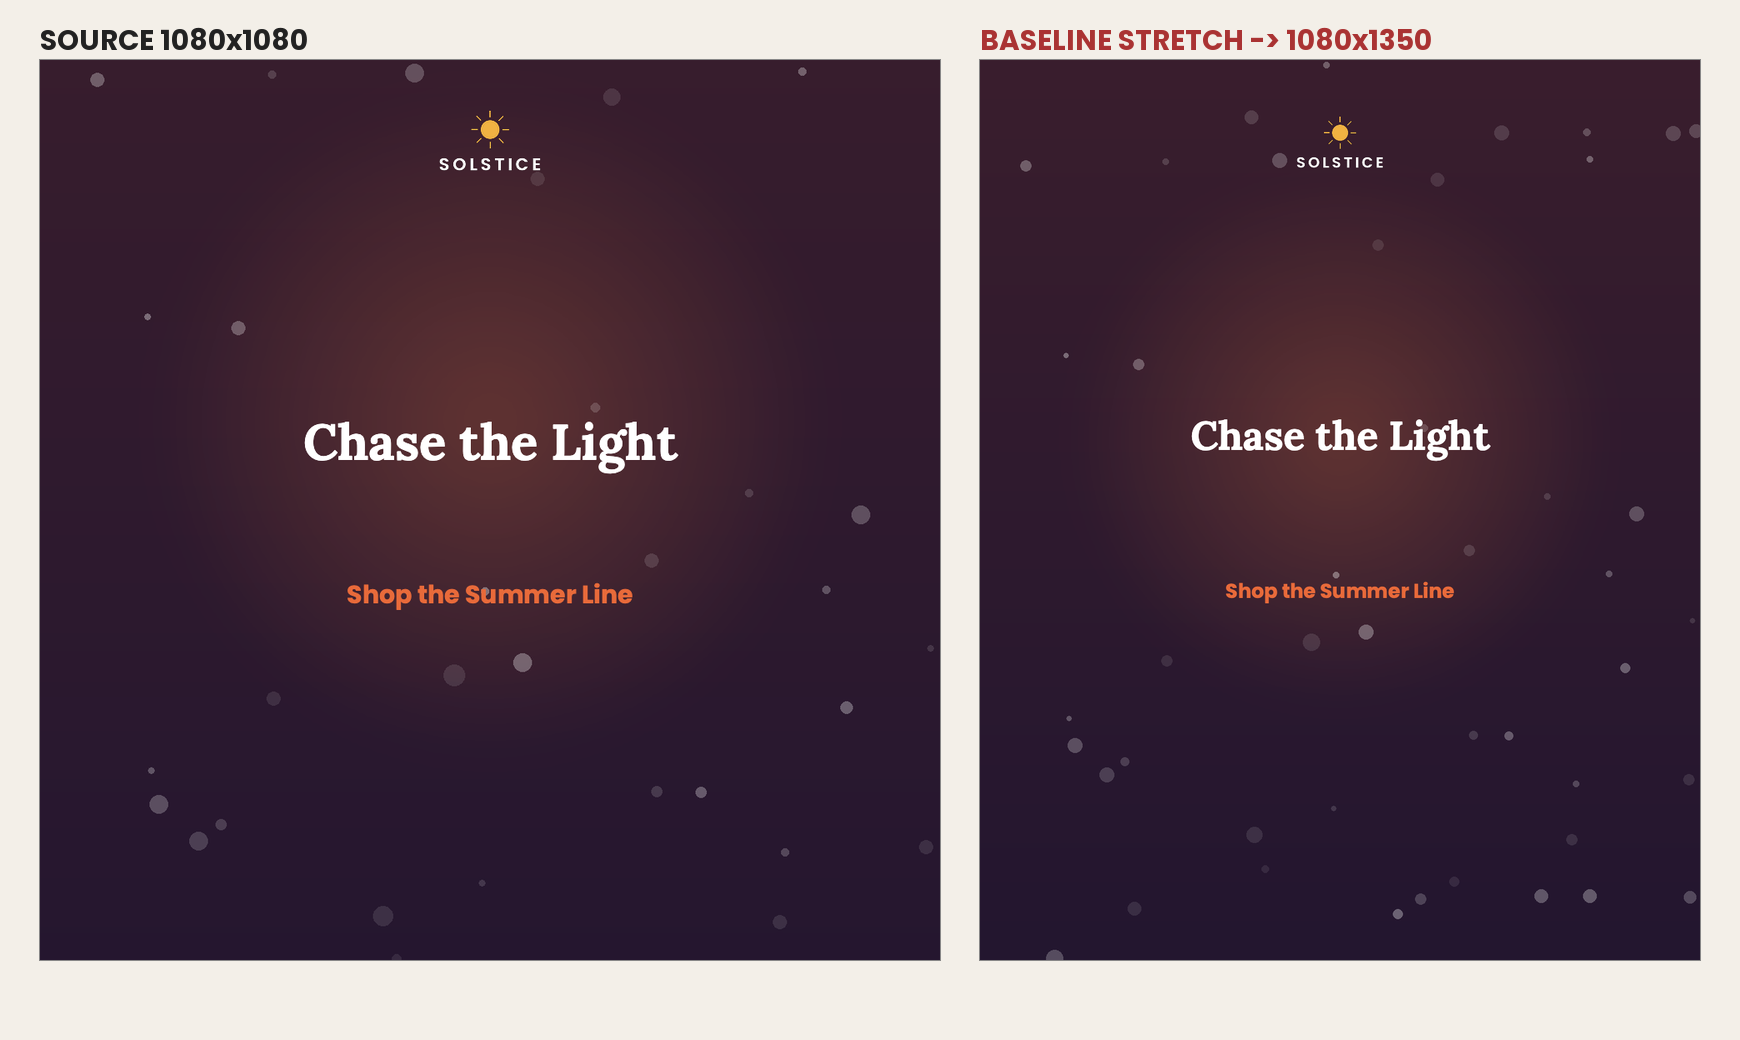 SOURCE 1080x1080
SOLSTICE
Chase the Light
Shop the Summer Line
BASELINE STRETCH -> 1080x1350
SOLSTICE
Chase the Light
Shop the Summer Line